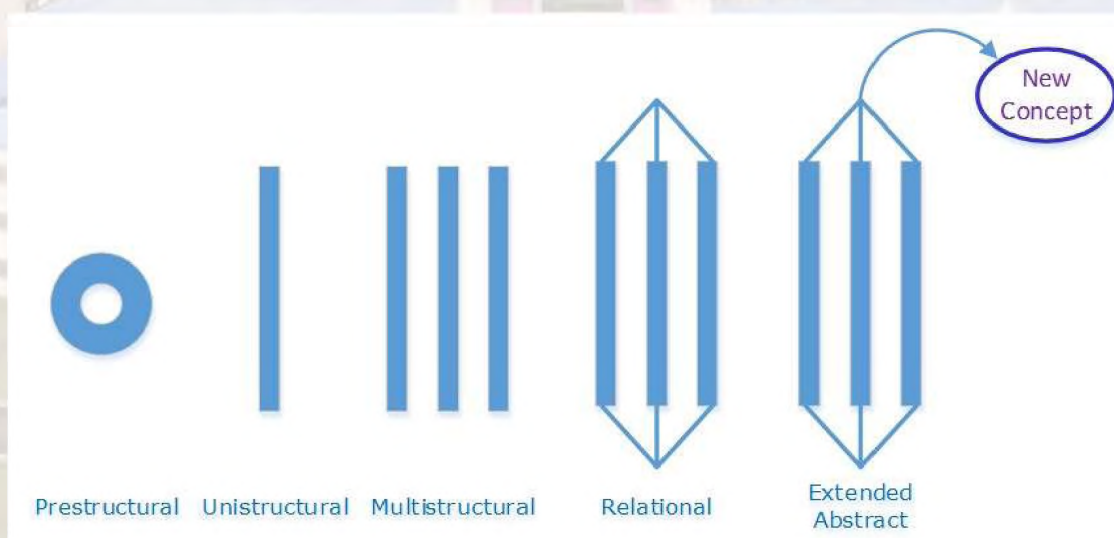 New
Concept
Prestructural
Unistructural
Multistructural
Relational
Extended
Abstract